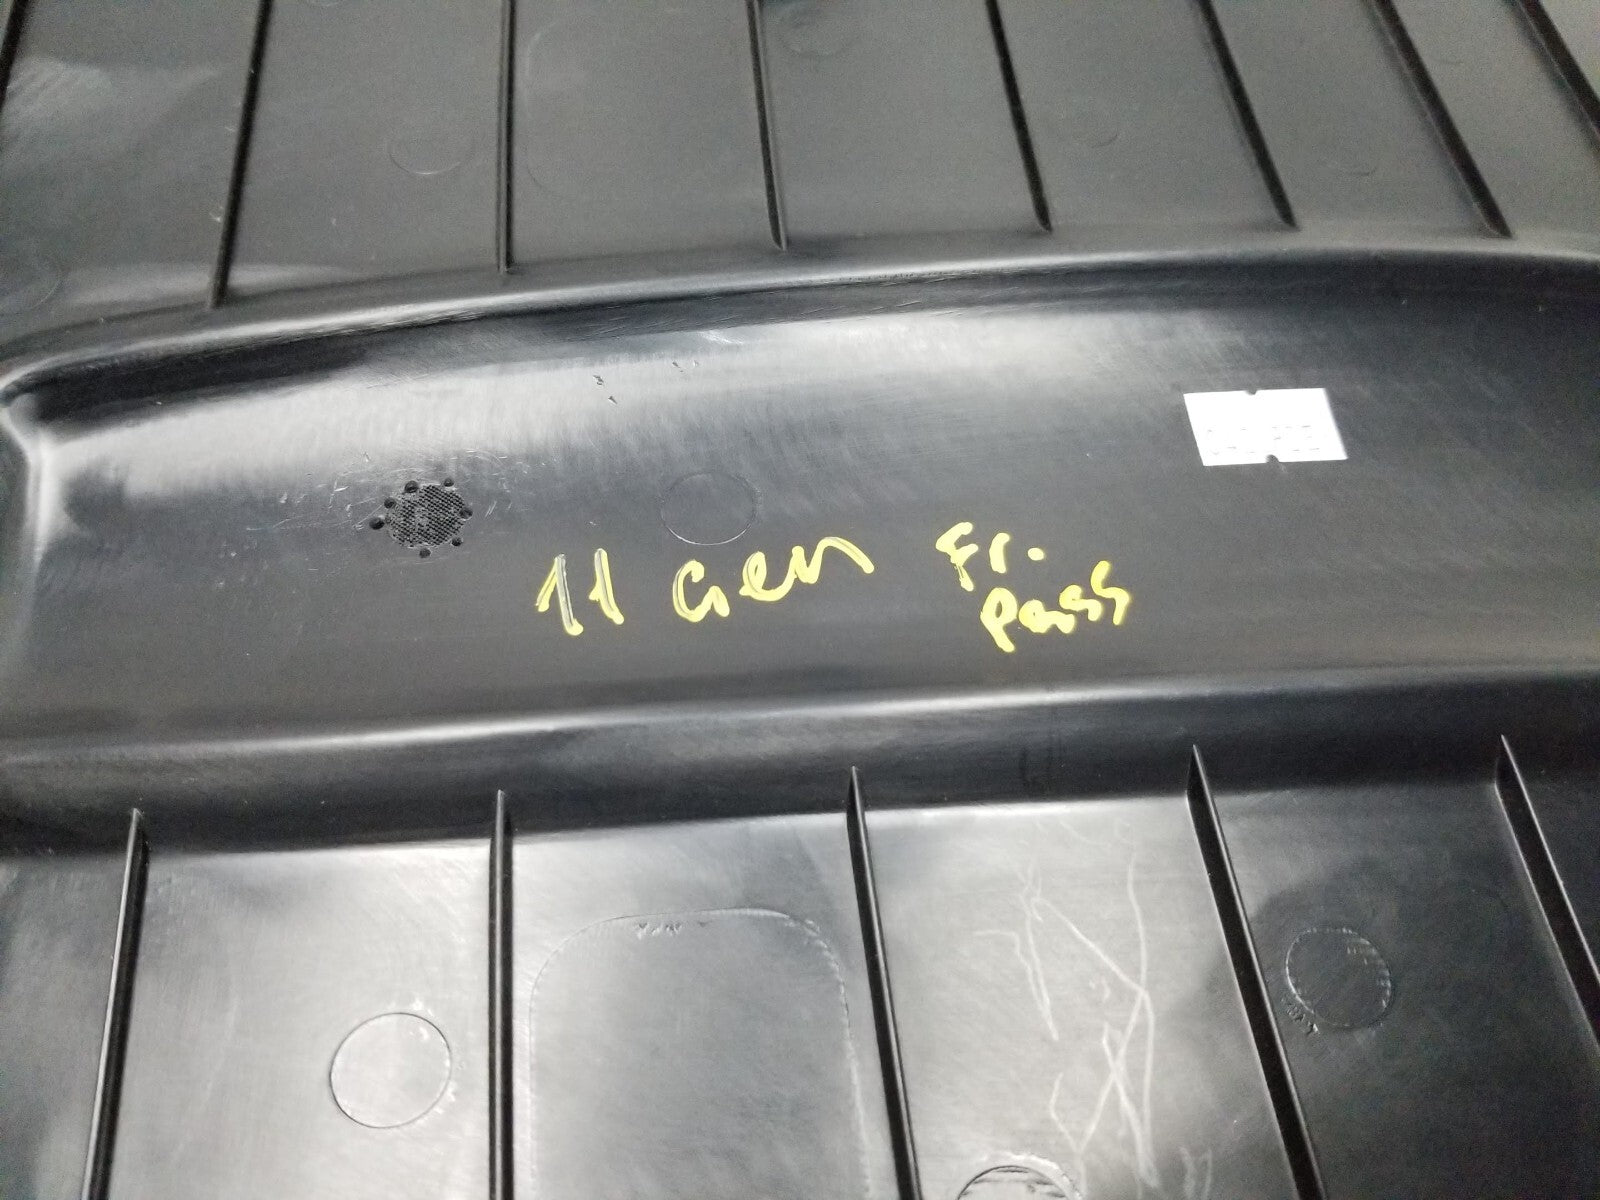 11 Gen Fr.
Pass